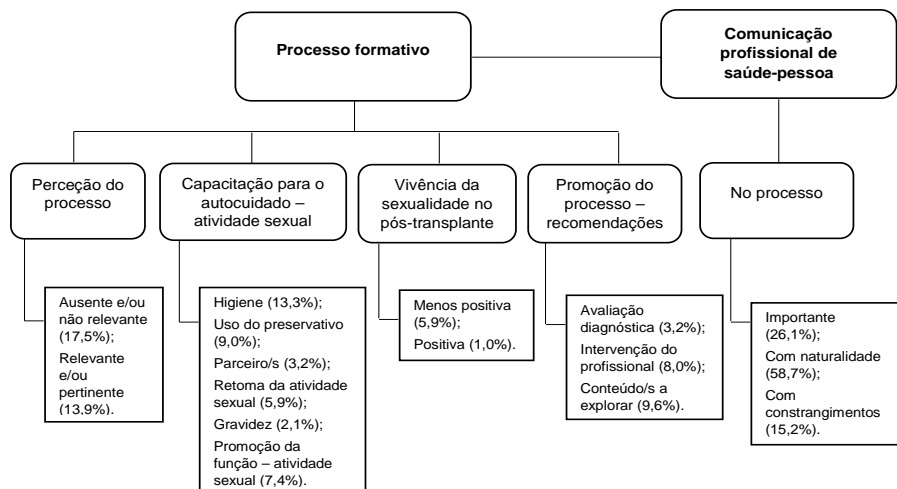 Processo formativo
Comunicação
profissional de
saúde-pessoa
Perceção do
processo
Capacitação para o
autocuidado –
atividade sexual
Vivência da
sexualidade no
pós-transplante
Promoção do
processo –
recomendações
No processo
Ausente e/ou
não relevante
(17,5%);
Relevante
e/ou
pertinente
(13,9%).
Higiene (13,3%);
Uso do preservativo
(9,0%);
Parceiro/s (3,2%);
Retoma da atividade
sexual (5,9%);
Gravidez (2,1%);
Promoção da
função – atividade
sexual (7,4%).
Menos positiva
(5,9%);
Positiva (1,0%).
Avaliação
diagnóstica (3,2%);
Intervenção do
profissional (8,0%);
Conteúdo/s a
explorar (9,6%).
Importante
(26,1%);
Com naturalidade
(58,7%);
Com
constrangimentos
(15,2%).